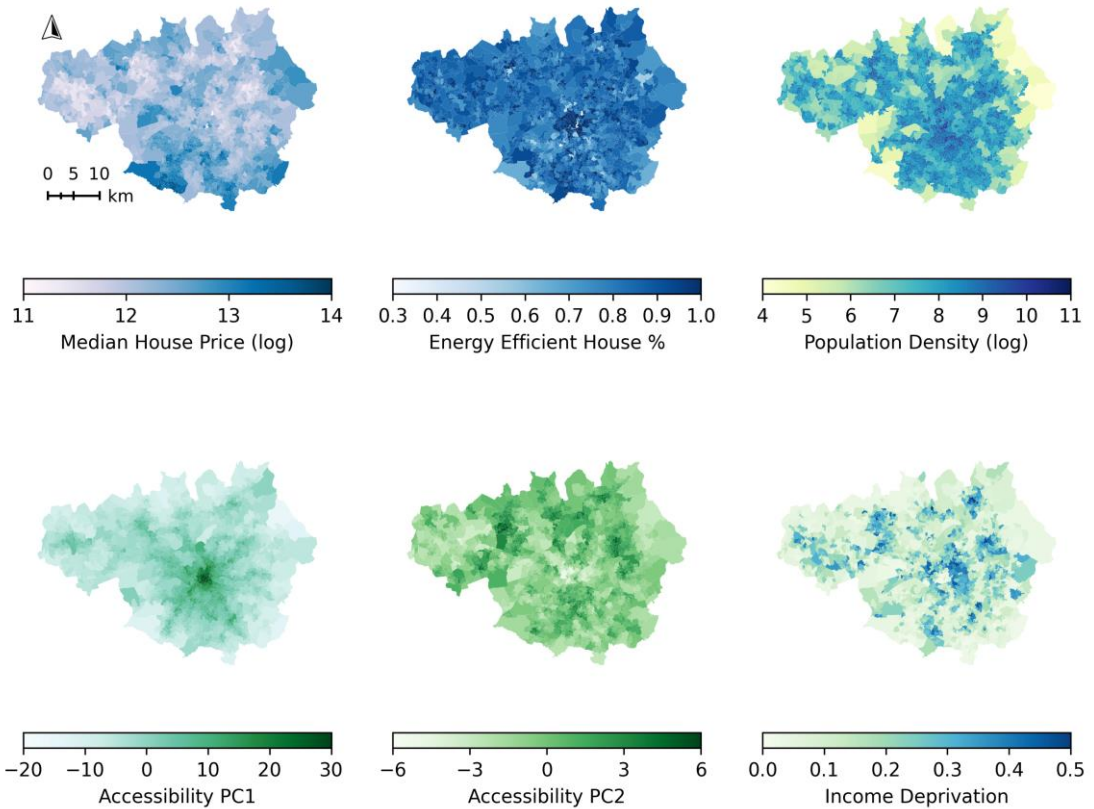 0 5 10
km
11 12 13 14
Median House Price (log)
0.3 0.4 0.5 0.6 0.7 0.8 0.9 1.0
Energy Efficient House %
4 5 6 7 8 9 10 11
Population Density (log)
−20 −10 0 10 20 30
Accessibility PC1
−6 −3 0 3 6
Accessibility PC2
0.0 0.1 0.2 0.3 0.4 0.5
Income Deprivation